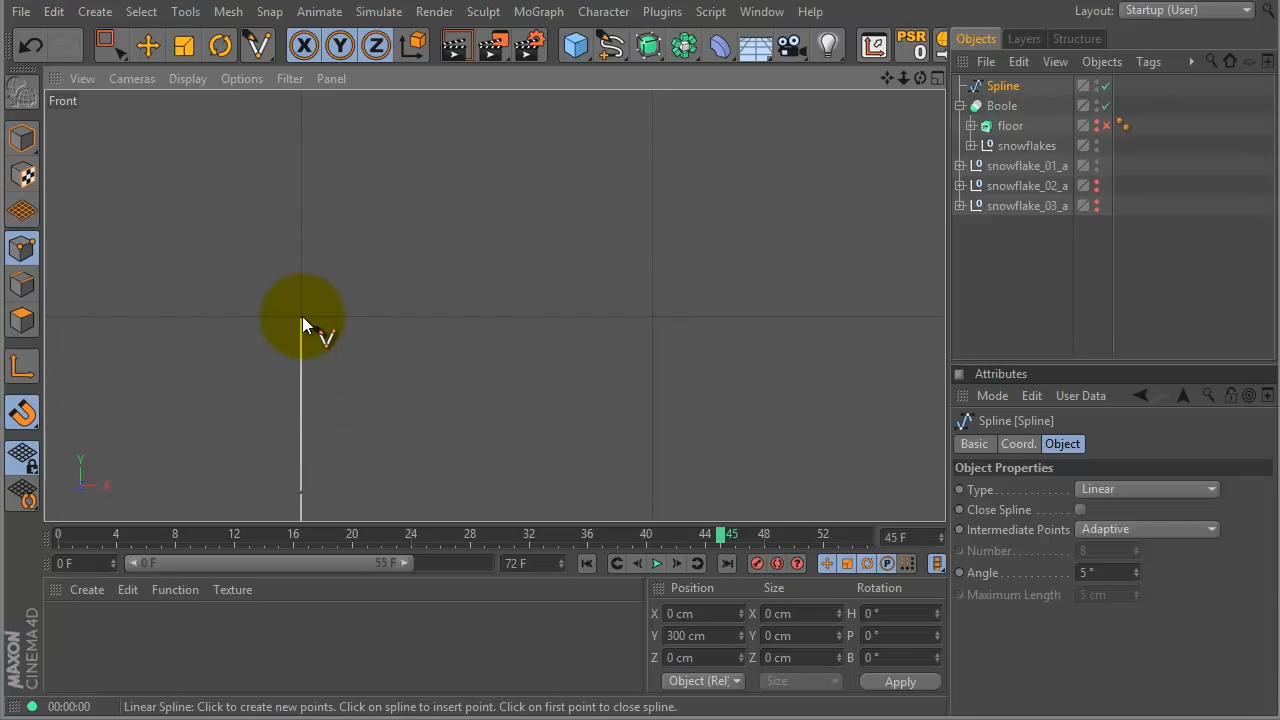 File Edit Create Select Tools Mesh Snap Animate Simulate Render Sculpt MoGraph Character Plugins Script Window Help Layout: Startup (User)
X Y Z PSR 0
Objects Layers Structure
View Cameras Display Options Filter Panel
File Edit View Objects Tags
Front
Spline
Boole
floor
snowflakes
snowflake_01_a
snowflake_02_a
snowflake_03_a
Attributes
Mode Edit User Data
Spline [Spline]
Basic Coord. Object
Object Properties
Type Linear
Close Spline
Intermediate Points Adaptive
Number 8
Angle 5 °
Maximum Length 5 cm
Y
X
0 4 8 12 16 20 24 28 32 36 40 44 45 48 52 45 F
0 F 0 F 55 F 72 F
Create Edit Function Texture
Position Size Rotation
X 0 cm X 0 cm H 0 °
Y 300 cm Y 0 cm P 0 °
Z 0 cm Z 0 cm B 0 °
Object (Rel) Size Apply
MAXON
CINEMA 4D
00:00:00 Linear Spline: Click to create new points. Click on spline to insert point. Click on first point to close spline.